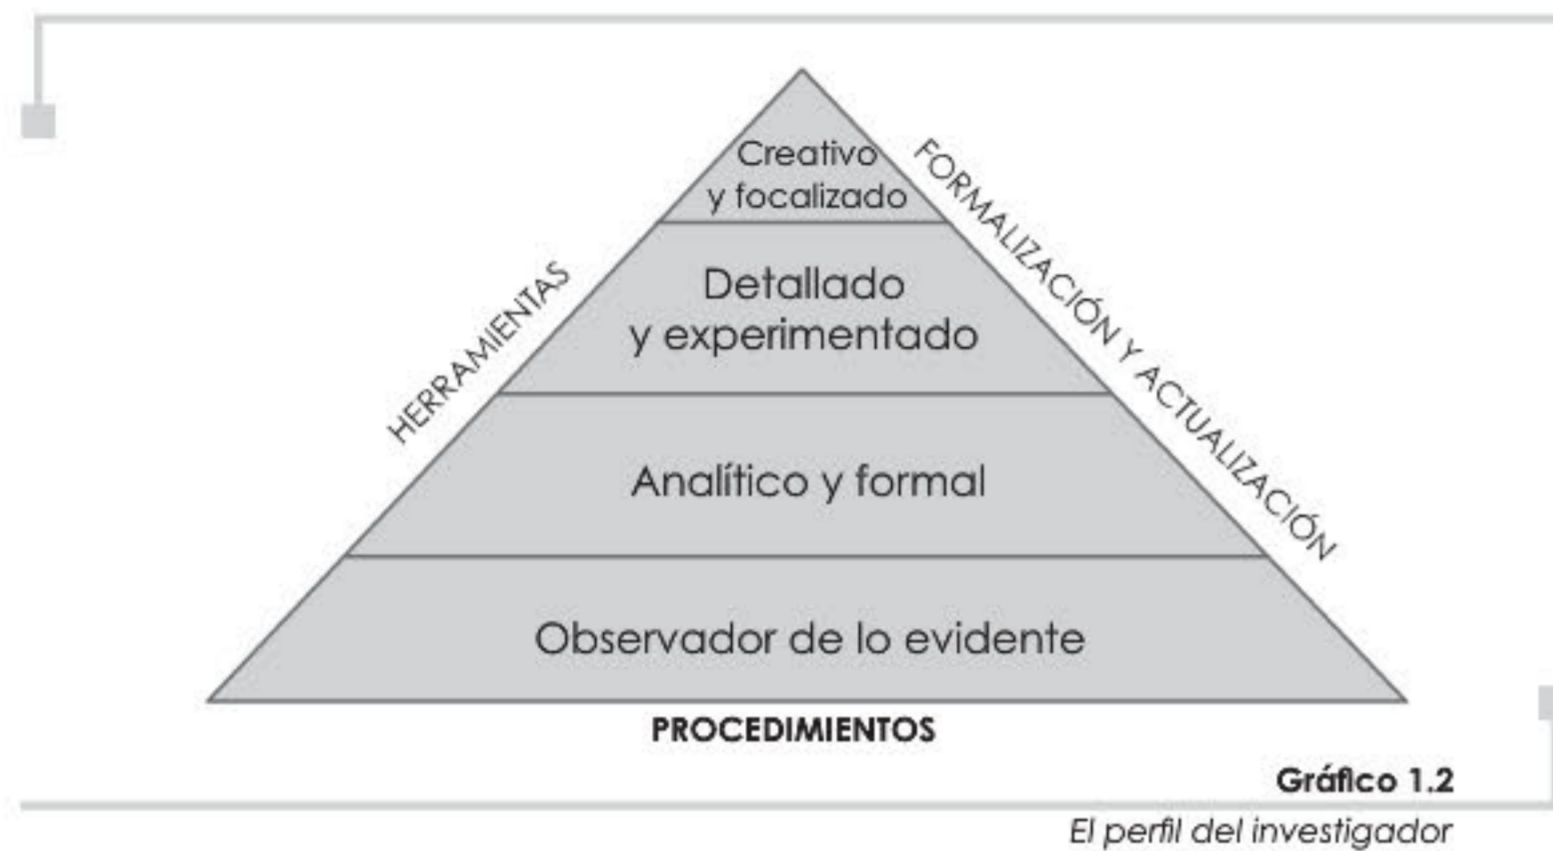 Creativo
y focalizado
FORMALIZACIÓN Y ACTUALIZACIÓN
HERRAMIENTAS
Detallado
y experimentado
Analítico y formal
Observador de lo evidente
PROCEDIMIENTOS
Gráfico 1.2
El perfil del investigador